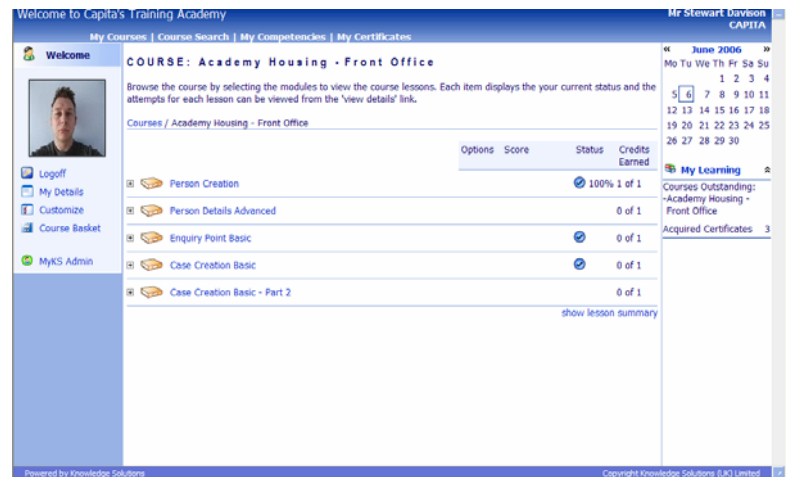 Welcome to Capita's Training Academy
Mr Stewart Davison
CAPITA
My Courses | Course Search | My Competencies | My Certificates
Welcome
Logoff
My Details
Customize
Course Basket
MyKS Admin
COURSE: Academy Housing - Front Office
Browse the course by selecting the modules to view the course lessons. Each item displays the your current status and the
attempts for each lesson can be viewed from the 'view details' link.
Courses / Academy Housing - Front Office
Options Score Status Credits
Earned
Person Creation 100% 1 of 1
Person Details Advanced 0 of 1
Enquiry Point Basic 0 of 1
Case Creation Basic 0 of 1
Case Creation Basic - Part 2 0 of 1
show lesson summary
« June 2006 »
Mo Tu We Th Fr Sa Su
1 2 3 4
5 6 7 8 9 10 11
12 13 14 15 16 17 18
19 20 21 22 23 24 25
26 27 28 29 30
My Learning
Courses Outstanding:
-Academy Housing -
Front Office
Acquired Certificates 3
Powered by Knowledge Solutions
Copyright Knowledge Solutions (UK) Limited